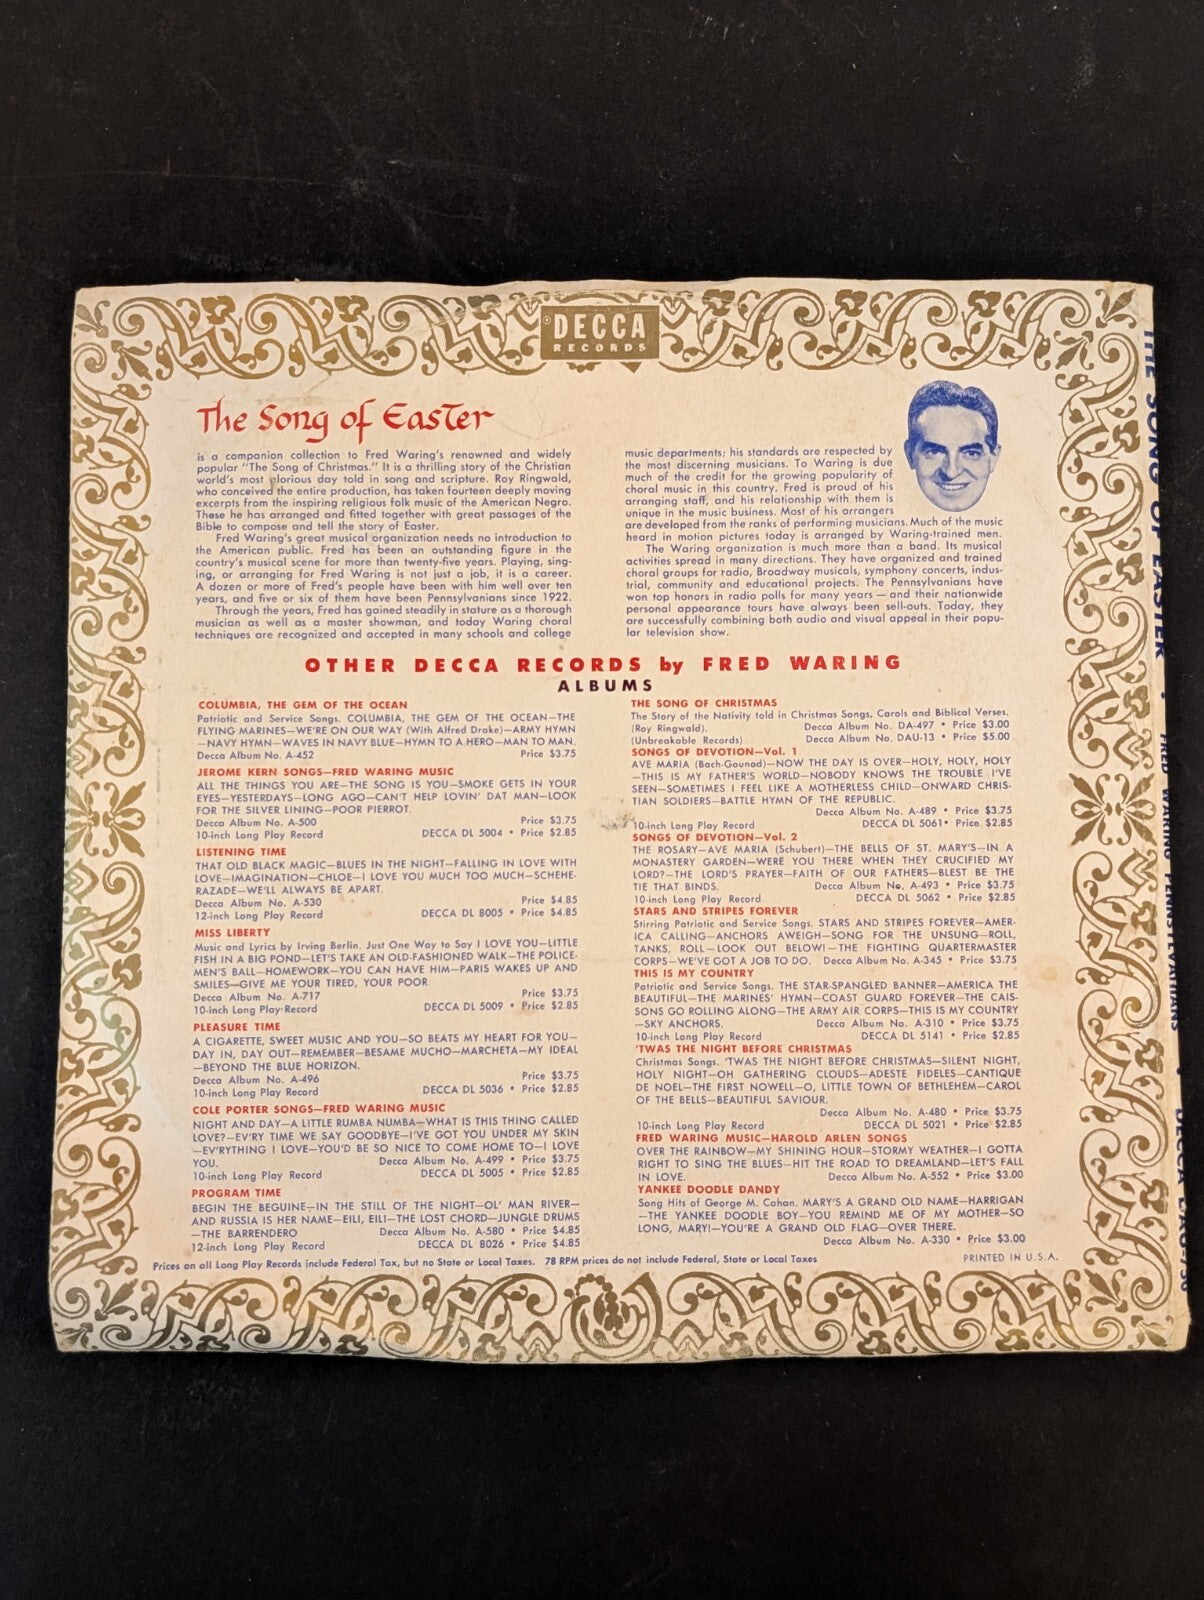 DECCA
RECORDS
The Song of Easter
is a companion collection to Fred Waring's renowned and widely
popular "The Song of Christmas." It is a thrilling story of the Christian
world's most glorious day told in song and scripture. Roy Ringwald,
who conceived the entire production, has taken fourteen deeply moving
excerpts from the inspiring religious folk music of the American Negro.
These he has arranged and fitted together with great passages of the
Bible to compose and tell the story of Easter.
Fred Waring's great musical organization needs no introduction to
the American public. Fred has been an outstanding figure in the
country's musical scene for more than twenty-five years. Playing, sing-
ing, or arranging for Fred Waring is not just a job, it is a career.
A dozen or more of Fred's people have been with him well over ten
years, and five or six of them have been Pennsylvanians since 1922.
Through the years, Fred has gained steadily in stature as a thorough
musician as well as a master showman, and today Waring choral
techniques are recognized and accepted in many schools and college
music departments; his standards are respected by
the most discerning musicians. To Waring is due
much of the credit for the growing popularity of
choral music in this country. Fred is proud of his
arranging staff, and his relationship with them is
unique in the music business. Most of his arrangers
are developed from the ranks of performing musicians. Much of the music
heard in motion pictures today is arranged by Waring-trained men.
The Waring organization is much more than a band. Its musical
activities spread in many directions. They have organized and trained
choral groups for radio, Broadway musicals, symphony concerts, indus-
trial, community and educational projects. The Pennsylvanians have
won top honors in radio polls for many years — and their nationwide
personal appearance tours have always been sell-outs. Today, they
are successfully combining both audio and visual appeal in their popu-
lar television show.
OTHER DECCA RECORDS by FRED WARING
ALBUMS
COLUMBIA, THE GEM OF THE OCEAN
Patriotic and Service Songs. COLUMBIA, THE GEM OF THE OCEAN—THE
FLYING MARINES—WE'RE ON OUR WAY (With Alfred Drake)—ARMY HYMN
—NAVY HYMN—WAVES IN NAVY BLUE—HYMN TO A HERO—MAN TO MAN.
Decca Album No. A-452 Price $3.75
JEROME KERN SONGS—FRED WARING MUSIC
ALL THE THINGS YOU ARE—THE SONG IS YOU—SMOKE GETS IN YOUR
EYES—YESTERDAYS—LONG AGO—CAN'T HELP LOVIN' DAT MAN—LOOK
FOR THE SILVER LINING—POOR PIERROT.
Decca Album No. A-500 Price $3.75
10-inch Long Play Record DECCA DL 5004 • Price $2.85
LISTENING TIME
THAT OLD BLACK MAGIC—BLUES IN THE NIGHT—FALLING IN LOVE WITH
LOVE—IMAGINATION—CHLOE—I LOVE YOU MUCH TOO MUCH—SCHEHE-
RAZADE—WE'LL ALWAYS BE APART.
Decca Album No. A-530 Price $4.85
12-inch Long Play Record DECCA DL 8005 • Price $4.85
MISS LIBERTY
Music and Lyrics by Irving Berlin. Just One Way to Say I LOVE YOU—LITTLE
FISH IN A BIG POND—LET'S TAKE AN OLD-FASHIONED WALK—THE POLICE-
MEN'S BALL—HOMEWORK—YOU CAN HAVE HIM—PARIS WAKES UP AND
SMILES—GIVE ME YOUR TIRED, YOUR POOR.
Decca Album No. A-717 Price $3.75
10-inch Long Play Record DECCA DL 5009 • Price $2.85
PLEASURE TIME
A CIGARETTE, SWEET MUSIC AND YOU—SO BEATS MY HEART FOR YOU—
DAY IN, DAY OUT—REMEMBER—BESAME MUCHO—MARCHETA—MY IDEAL
—BEYOND THE BLUE HORIZON.
Decca Album No. A-496 Price $3.75
10-inch Long Play Record DECCA DL 5036 • Price $2.85
COLE PORTER SONGS—FRED WARING MUSIC
NIGHT AND DAY—A LITTLE RUMBA NUMBA—WHAT IS THIS THING CALLED
LOVE?—EV'RY TIME WE SAY GOODBYE—I'VE GOT YOU UNDER MY SKIN
—EV'RYTHING I LOVE—YOU'D BE SO NICE TO COME HOME TO—I LOVE
YOU. Decca Album No. A-499 • Price $3.75
10-inch Long Play Record DECCA DL 5005 • Price $2.85
PROGRAM TIME
BEGIN THE BEGUINE—IN THE STILL OF THE NIGHT—OL' MAN RIVER—
AND RUSSIA IS HER NAME—EILI, EILI—THE LOST CHORD—JUNGLE DRUMS
—THE BARRENDERO Decca Album No. A-580 • Price $4.85
12-inch Long Play Record DECCA DL 8026 • Price $4.85
THE SONG OF CHRISTMAS
The Story of the Nativity told in Christmas Songs, Carols and Biblical Verses.
(Roy Ringwald). Decca Album No. DA-497 • Price $3.00
(Unbreakable Records) Decca Album No. DAU-13 • Price $5.00
SONGS OF DEVOTION—Vol. 1
AVE MARIA (Bach-Gounod)—NOW THE DAY IS OVER—HOLY, HOLY, HOLY
—THIS IS MY FATHER'S WORLD—NOBODY KNOWS THE TROUBLE I'VE
SEEN—SOMETIMES I FEEL LIKE A MOTHERLESS CHILD—ONWARD CHRIS-
TIAN SOLDIERS—BATTLE HYMN OF THE REPUBLIC.
Decca Album No. A-489 • Price $3.75
10-inch Long Play Record DECCA DL 5061 • Price $2.85
SONGS OF DEVOTION—Vol. 2
THE ROSARY—AVE MARIA (Schubert)—THE BELLS OF ST. MARY'S—IN A
MONASTERY GARDEN—WERE YOU THERE WHEN THEY CRUCIFIED MY
LORD?—THE LORD'S PRAYER—FAITH OF OUR FATHERS—BLEST BE THE
TIE THAT BINDS. Decca Album No. A-493 • Price $3.75
10-inch Long Play Record DECCA DL 5062 • Price $2.85
STARS AND STRIPES FOREVER
Stirring Patriotic and Service Songs. STARS AND STRIPES FOREVER—AMER-
ICA CALLING—ANCHORS AWEIGH—SONG FOR THE UNSUNG—ROLL,
TANKS, ROLL—LOOK OUT BELOW!—THE FIGHTING QUARTERMASTER
CORPS—WE'VE GOT A JOB TO DO. Decca Album No. A-345 • Price $3.75
THIS IS MY COUNTRY
Patriotic and Service Songs. THE STAR-SPANGLED BANNER—AMERICA THE
BEAUTIFUL—THE MARINES' HYMN—COAST GUARD FOREVER—THE CAIS-
SONS GO ROLLING ALONG—THE ARMY AIR CORPS—THIS IS MY COUNTRY
—SKY ANCHORS. Decca Album No. A-310 • Price $3.75
10-inch Long Play Record DECCA DL 5141 • Price $2.85
'TWAS THE NIGHT BEFORE CHRISTMAS
Christmas Songs. 'TWAS THE NIGHT BEFORE CHRISTMAS—SILENT NIGHT,
HOLY NIGHT—OH GATHERING CLOUDS—ADESTE FIDELES—CANTIQUE
DE NOEL—THE FIRST NOWELL—O, LITTLE TOWN OF BETHLEHEM—CAROL
OF THE BELLS—BEAUTIFUL SAVIOUR.
Decca Album No. A-480 • Price $3.75
10-inch Long Play Record DECCA DL 5021 • Price $2.85
FRED WARING MUSIC—HAROLD ARLEN SONGS
OVER THE RAINBOW—MY SHINING HOUR—STORMY WEATHER—I GOTTA
RIGHT TO SING THE BLUES—HIT THE ROAD TO DREAMLAND—LET'S FALL
IN LOVE. Decca Album No. A-552 • Price $3.00
YANKEE DOODLE DANDY
Song Hits of George M. Cohan. MARY'S A GRAND OLD NAME—HARRIGAN
—THE YANKEE DOODLE BOY—YOU REMIND ME OF MY MOTHER—SO
LONG, MARY!—YOU'RE A GRAND OLD FLAG—OVER THERE.
Decca Album No. A-330 • Price $3.00
Prices on all Long Play Records include Federal Tax, but no State or Local Taxes. 78 RPM prices do not include Federal, State or Local Taxes
PRINTED IN U.S.A.
THE SONG OF EASTER • FRED WARING PENNSYLVANIANS • DECCA